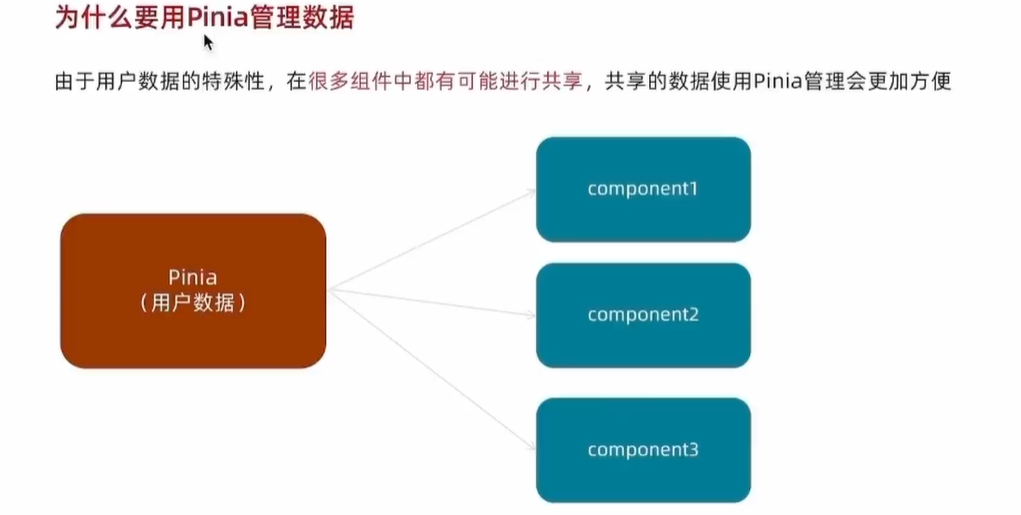 为什么要用Pinia管理数据
由于用户数据的特殊性，在很多组件中都有可能进行共享，共享的数据使用Pinia管理会更加方便
component1
Pinia
（用户数据）
component2
component3